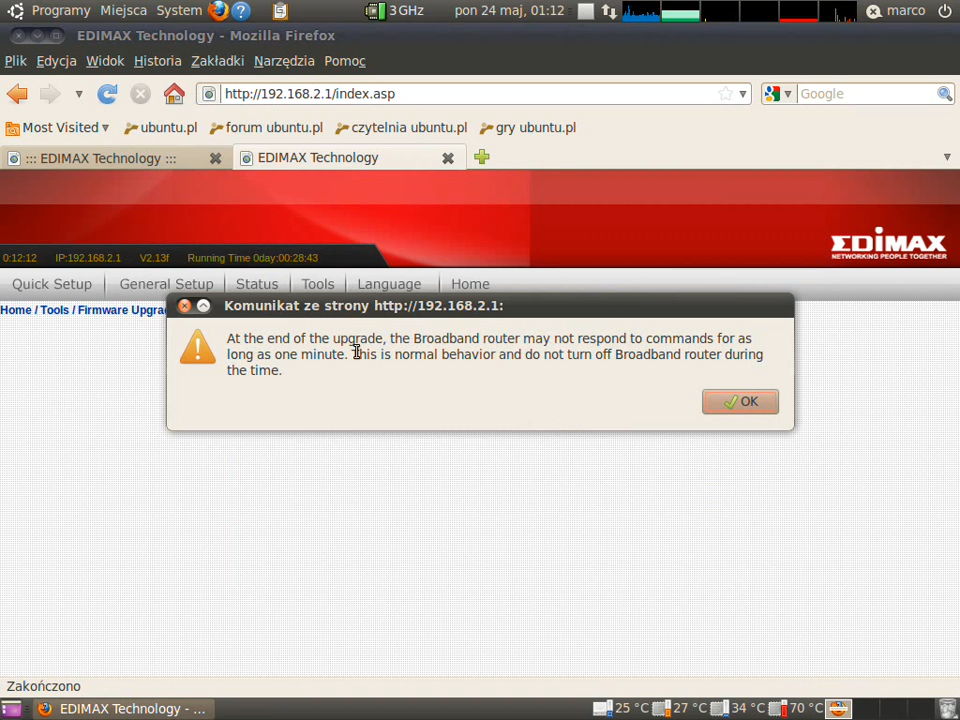 Programy Miejsca System 3 GHz pon 24 maj, 01:12 marco
EDIMAX Technology - Mozilla Firefox
Plik Edycja Widok Historia Zakładki Narzędzia Pomoc
http://192.168.2.1/index.asp Google
Most Visited ubuntu.pl forum ubuntu.pl czytelnia ubuntu.pl gry ubuntu.pl
::: EDIMAX Technology ::: EDIMAX Technology
EDIMAX
NETWORKING PEOPLE TOGETHER
0:12:12 IP:192.168.2.1 V2.13f Running Time 0day:00:28:43
Quick Setup General Setup Status Tools Language Home
Home / Tools / Firmware Upgra
Komunikat ze strony http://192.168.2.1:
At the end of the upgrade, the Broadband router may not respond to commands for as
long as one minute. This is normal behavior and do not turn off Broadband router during
the time.
OK
Zakończono
EDIMAX Technology - ... 25 °C 27 °C 34 °C 70 °C